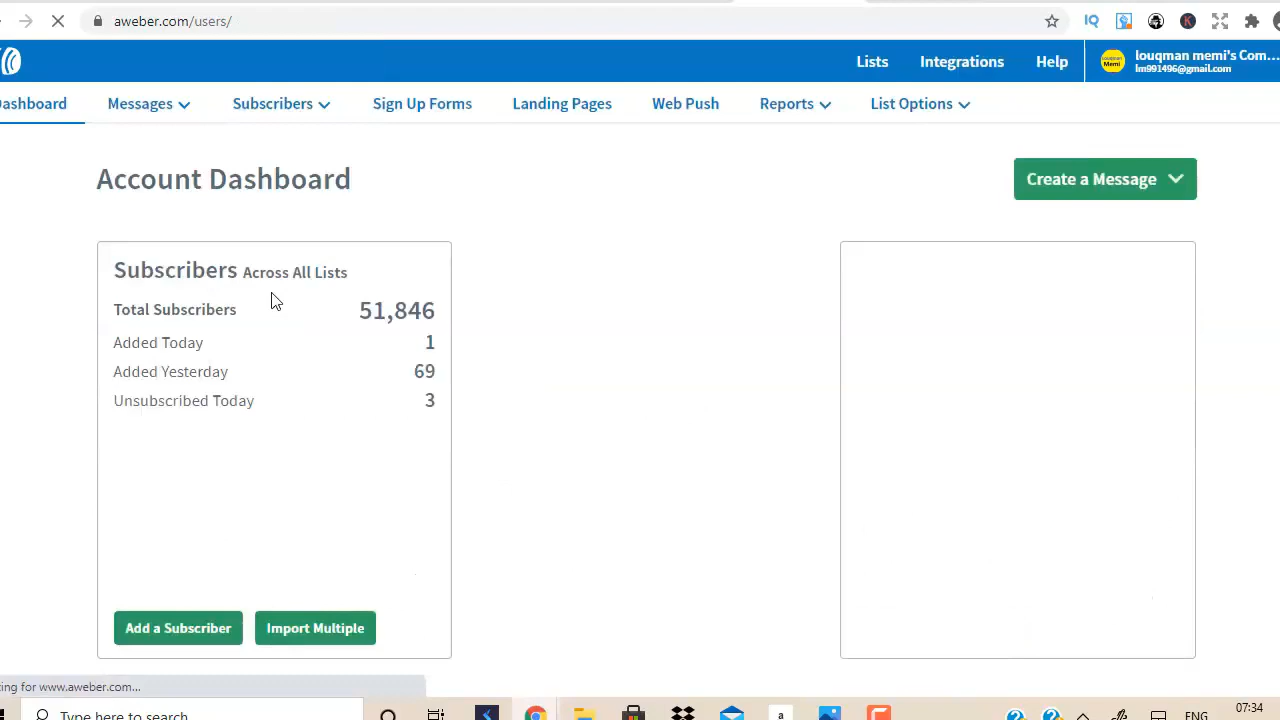 aweber.com/users/
Lists Integrations Help louqman memi's Com...
lm991496@gmail.com
ashboard Messages Subscribers Sign Up Forms Landing Pages Web Push Reports List Options
Account Dashboard
Create a Message
Subscribers Across All Lists
Total Subscribers 51,846
Added Today 1
Added Yesterday 69
Unsubscribed Today 3
Add a Subscriber Import Multiple
ing for www.aweber.com...
Type here to search
ENG
07:34